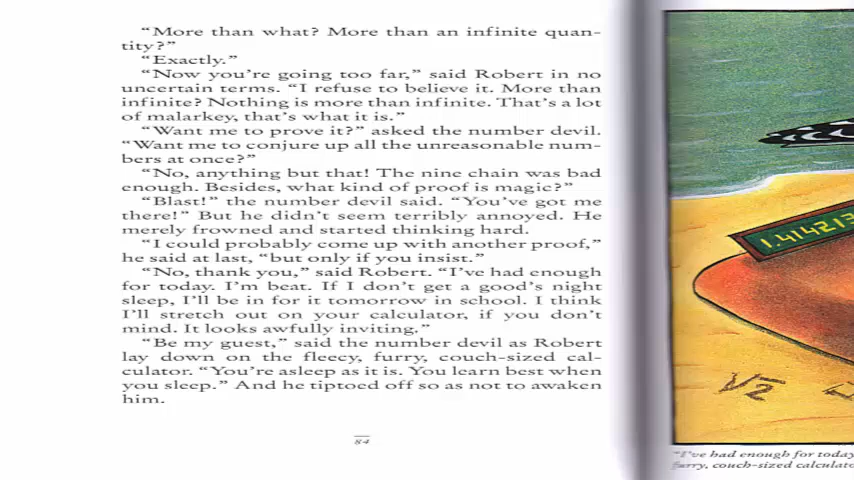 “More than what? More than an infinite quan-
tity?”
“Exactly.”
“Now you’re going too far,” said Robert in no
uncertain terms. “I refuse to believe it. More than
infinite? Nothing is more than infinite. That’s a lot
of malarkey, that’s what it is.”
“Want me to prove it?” asked the number devil.
“Want me to conjure up all the unreasonable num-
bers at once?”
“No, anything but that! The nine chain was bad
enough. Besides, what kind of proof is magic?”
“Blast!” the number devil said. “You’ve got me
there!” But he didn’t seem terribly annoyed. He
merely frowned and started thinking hard.
“I could probably come up with another proof,”
he said at last, “but only if you insist.”
“No, thank you,” said Robert. “I’ve had enough
for today. I’m beat. If I don’t get a good’s night
sleep, I’ll be in for it tomorrow in school. I think
I’ll stretch out on your calculator, if you don’t
mind. It looks awfully inviting.”
“Be my guest,” said the number devil as Robert
lay down on the fleecy, furry, couch-sized cal-
culator. “You’re asleep as it is. You learn best when
you sleep.” And he tiptoed off so as not to awaken
him.
84
1.414213
√2
“I’ve had enough for today
furry, couch-sized calculato